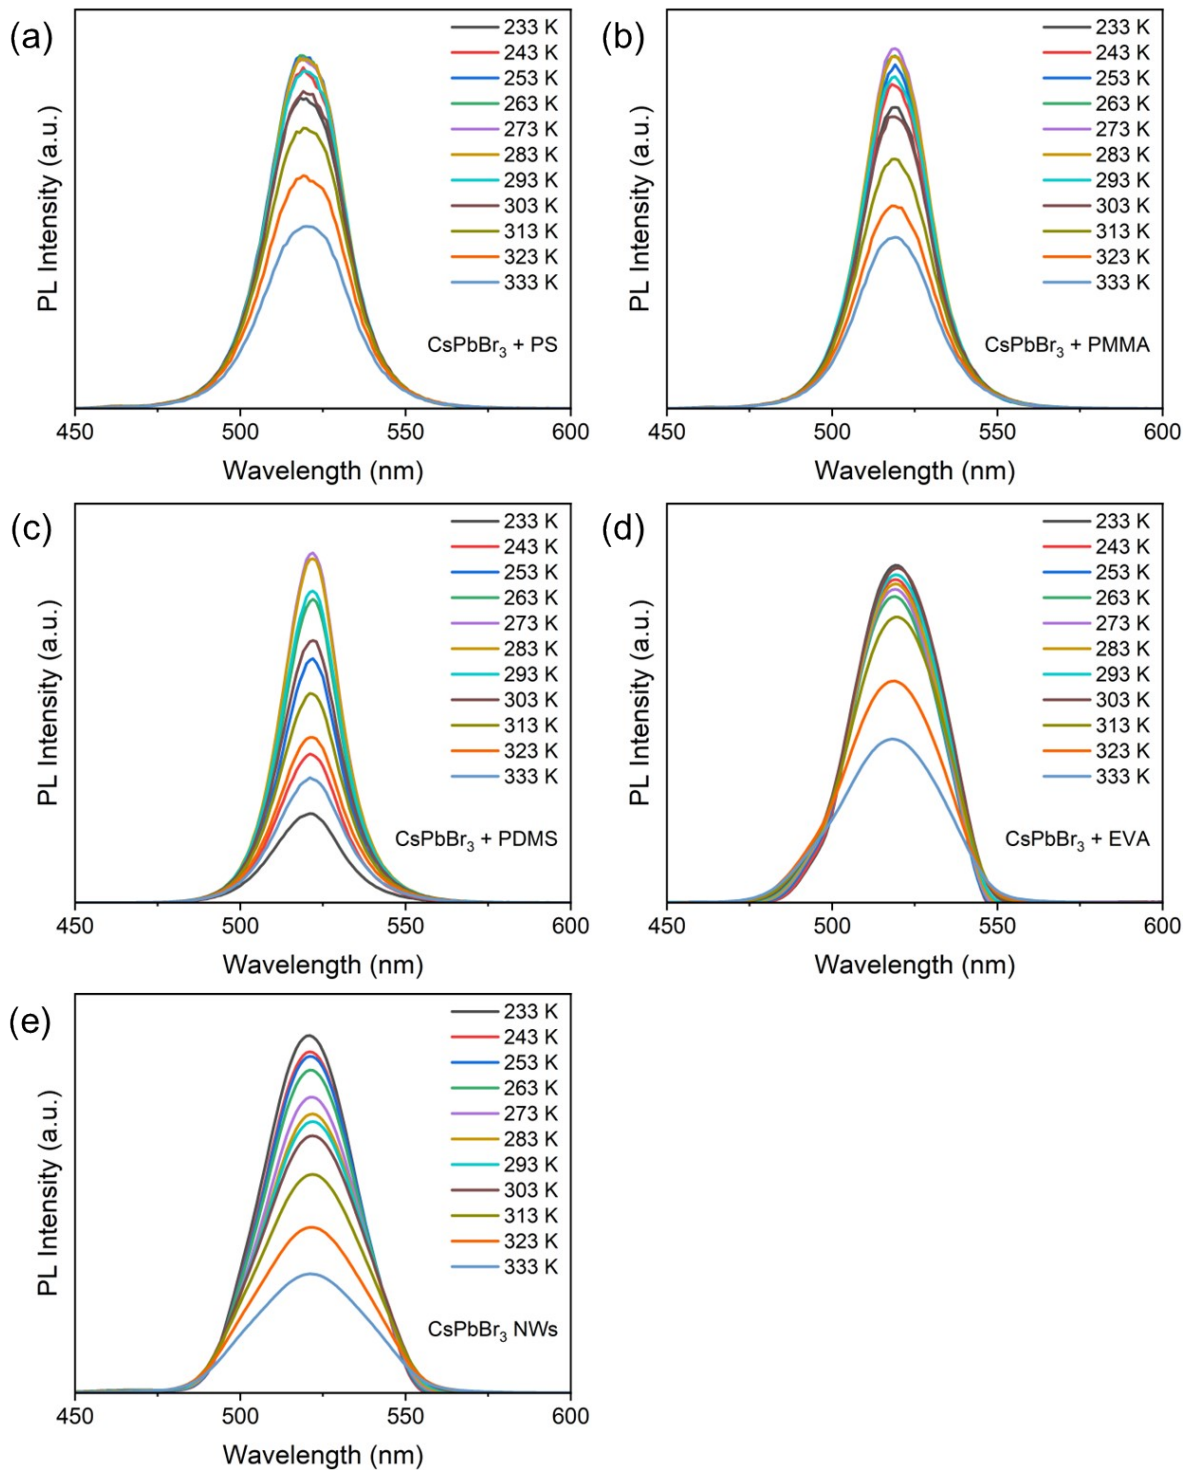 (a)
233 K
243 K
253 K
263 K
273 K
283 K
293 K
303 K
313 K
323 K
333 K
CsPbBr3 + PS
PL Intensity (a.u.)
450 500 550 600
Wavelength (nm)
(b)
233 K
243 K
253 K
263 K
273 K
283 K
293 K
303 K
313 K
323 K
333 K
CsPbBr3 + PMMA
PL Intensity (a.u.)
450 500 550 600
Wavelength (nm)
(c)
233 K
243 K
253 K
263 K
273 K
283 K
293 K
303 K
313 K
323 K
333 K
CsPbBr3 + PDMS
PL Intensity (a.u.)
450 500 550 600
Wavelength (nm)
(d)
233 K
243 K
253 K
263 K
273 K
283 K
293 K
303 K
313 K
323 K
333 K
CsPbBr3 + EVA
PL Intensity (a.u.)
450 500 550 600
Wavelength (nm)
(e)
233 K
243 K
253 K
263 K
273 K
283 K
293 K
303 K
313 K
323 K
333 K
CsPbBr3 NWs
PL Intensity (a.u.)
450 500 550 600
Wavelength (nm)